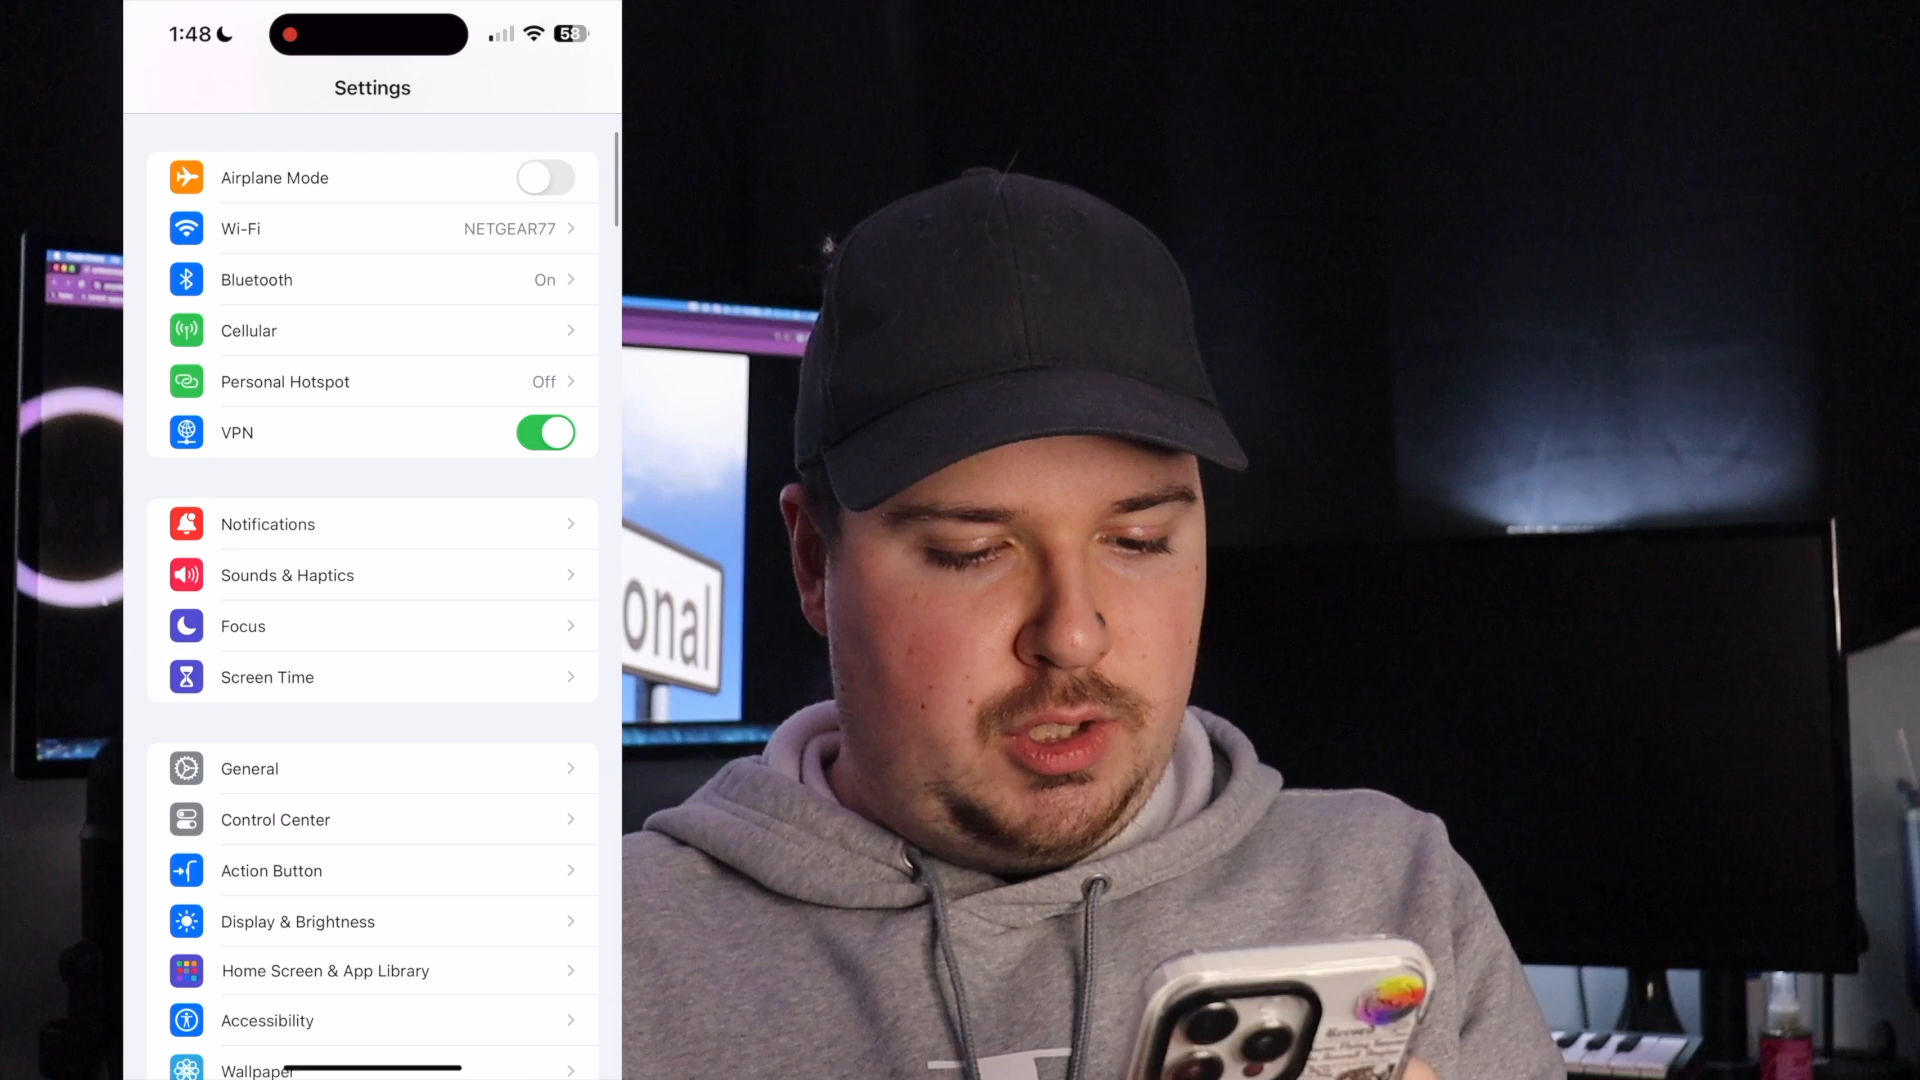 1:48
58
Settings
Airplane Mode
Wi-Fi NETGEAR77
Bluetooth On
Cellular
Personal Hotspot Off
VPN
Notifications
Sounds & Haptics
Focus
Screen Time
General
Control Center
Action Button
Display & Brightness
Home Screen & App Library
Accessibility
Wallpaper
onal